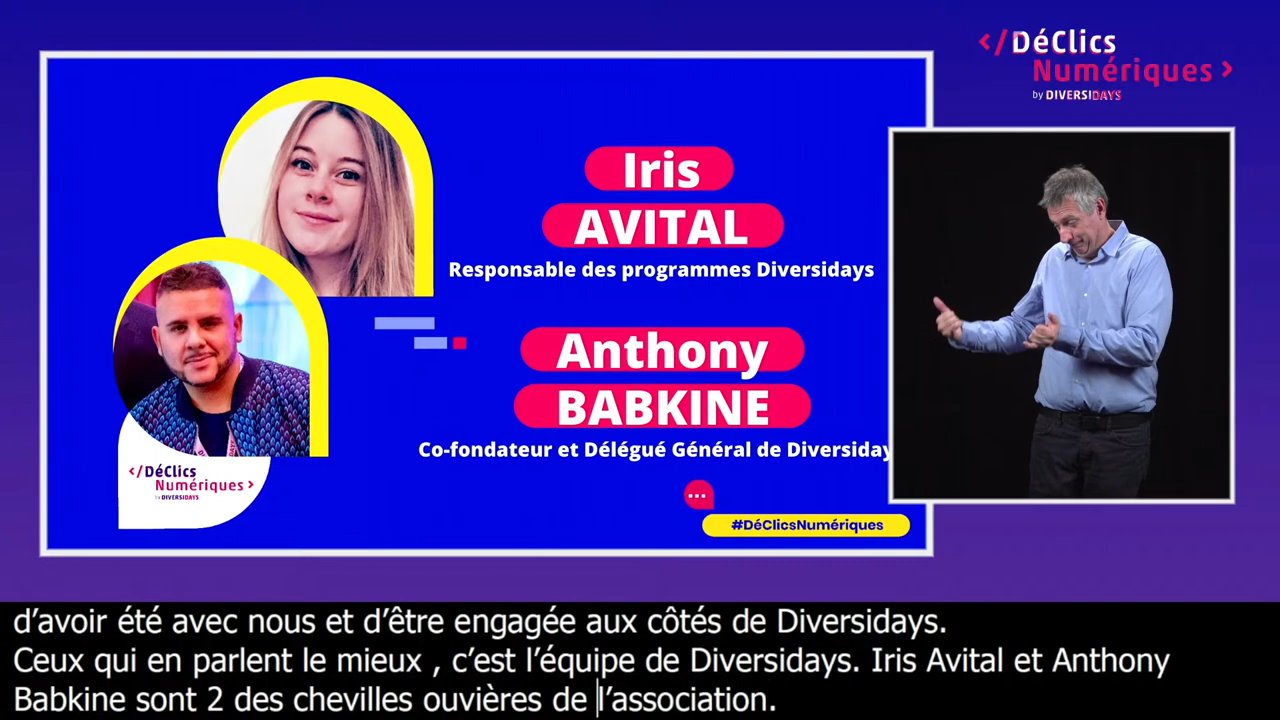 </DéClics
Numériques>
by DIVERSIDAYS
Iris
AVITAL
Responsable des programmes Diversidays
Anthony
BABKINE
Co-fondateur et Délégué Général de Diversiday
</DéClics
Numériques>
by DIVERSIDAYS
...
#DéClicsNumériques
d’avoir été avec nous et d’être engagée aux côtés de Diversidays.
Ceux qui en parlent le mieux , c’est l’équipe de Diversidays. Iris Avital et Anthony
Babkine sont 2 des chevilles ouvières de l’association.